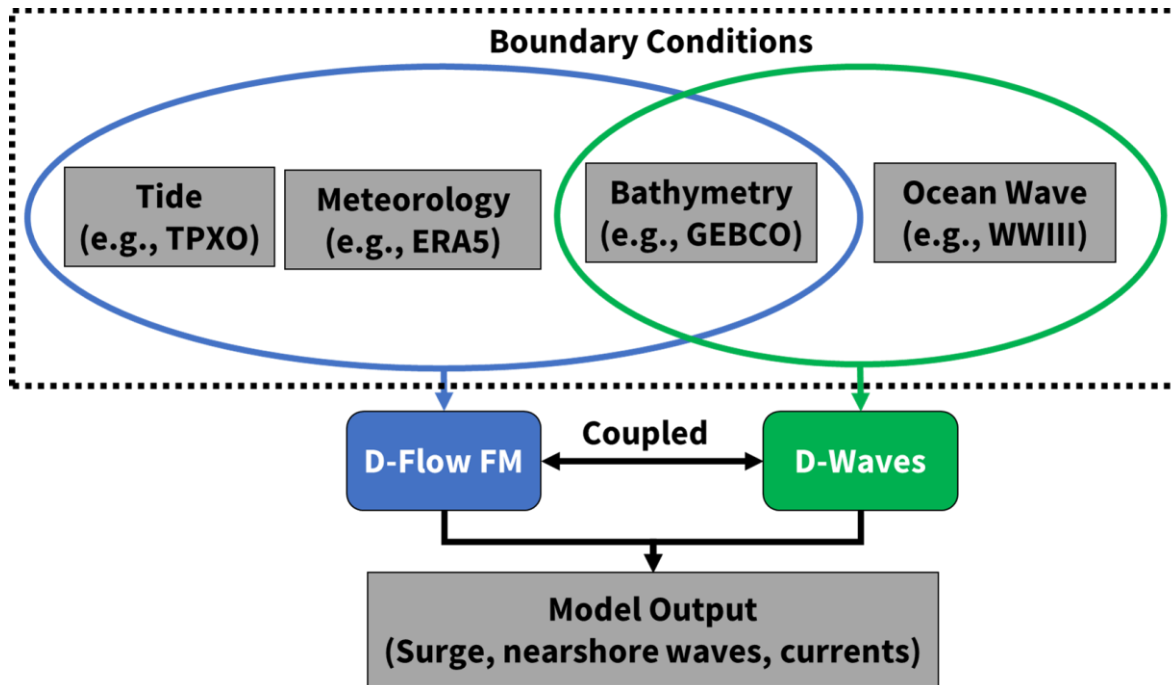 Boundary Conditions
Tide
(e.g., TPXO)
Meteorology
(e.g., ERA5)
Bathymetry
(e.g., GEBCO)
Ocean Wave
(e.g., WWIII)
D-Flow FM
Coupled
D-Waves
Model Output
(Surge, nearshore waves, currents)